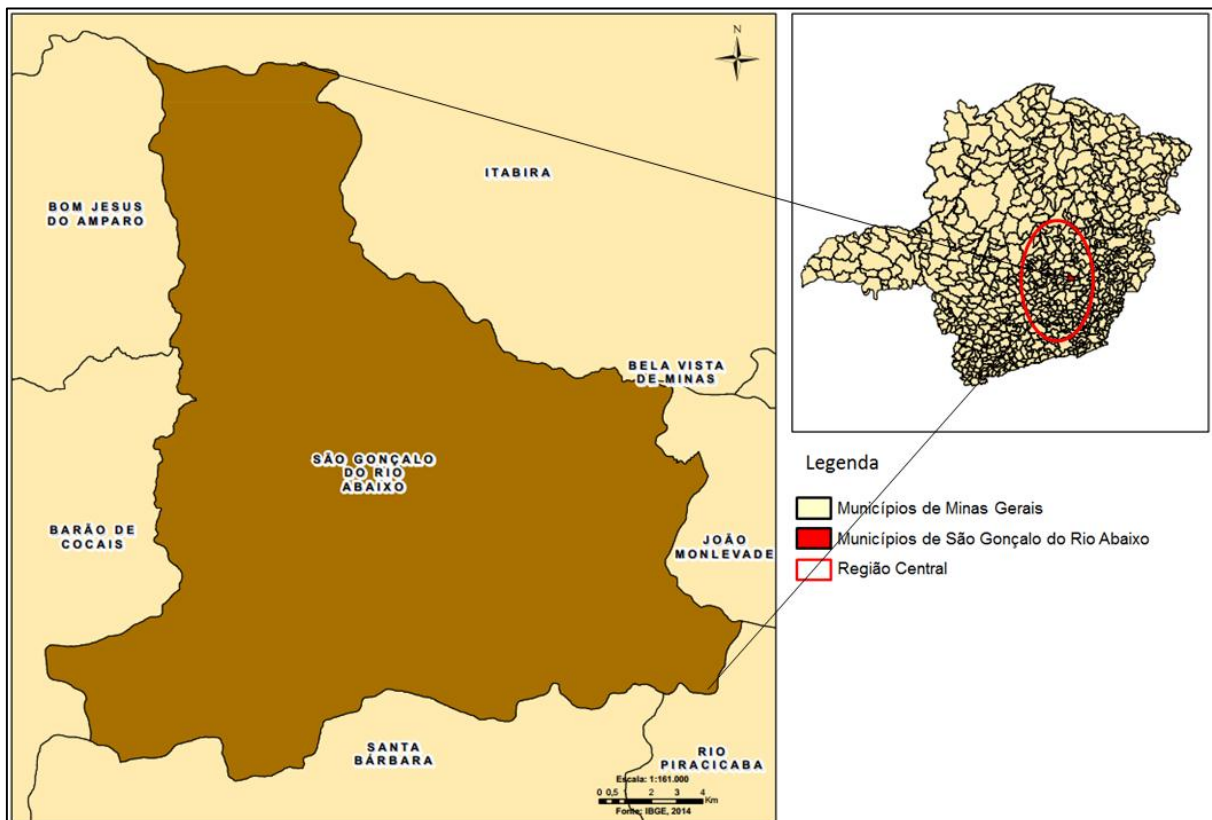 ITABIRA
BOM JESUS
DO AMPARO
BELA VISTA
DE MINAS
SÃO GONÇALO
DO RIO
ABAIXO
BARÃO DE
COCAIS
JOÃO
MONLEVADE
SANTA
BÁRBARA
RIO
PIRACICABA
Escala: 1:161.000
0 0,5 1 2 3 4
Km
Fonte: IBGE, 2014
Legenda
Municípios de Minas Gerais
Municípios de São Gonçalo do Rio Abaixo
Região Central